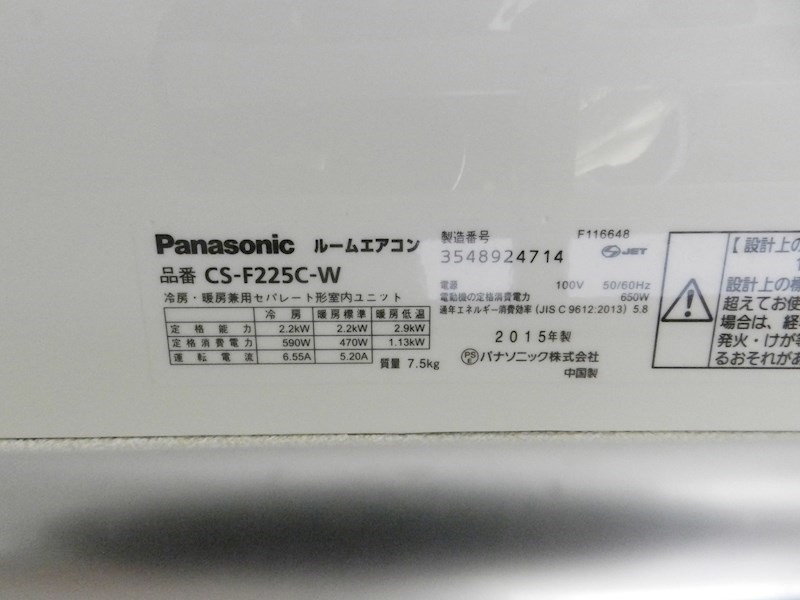 Panasonic ルームエアコン
品番 CS-F225C-W
冷房・暖房兼用セパレート形室内ユニット
冷房 暖房標準 暖房低温
定格能力 2.2kW 2.2kW 2.9kW
定格消費電力 590W 470W 1.13kW
運転電流 6.55A 5.20A
質量 7.5kg
製造番号 F116648
3548924714 JET
電源 100V 50/60Hz
電動機の定格消費電力 650W
通年エネルギー消費効率 (JIS C 9612:2013) 5.8
2015年製
PSE パナソニック株式会社
中国製
【設計上の
設計上の標
超えてお使
場合は、経
発火・けが等
るおそれがあ